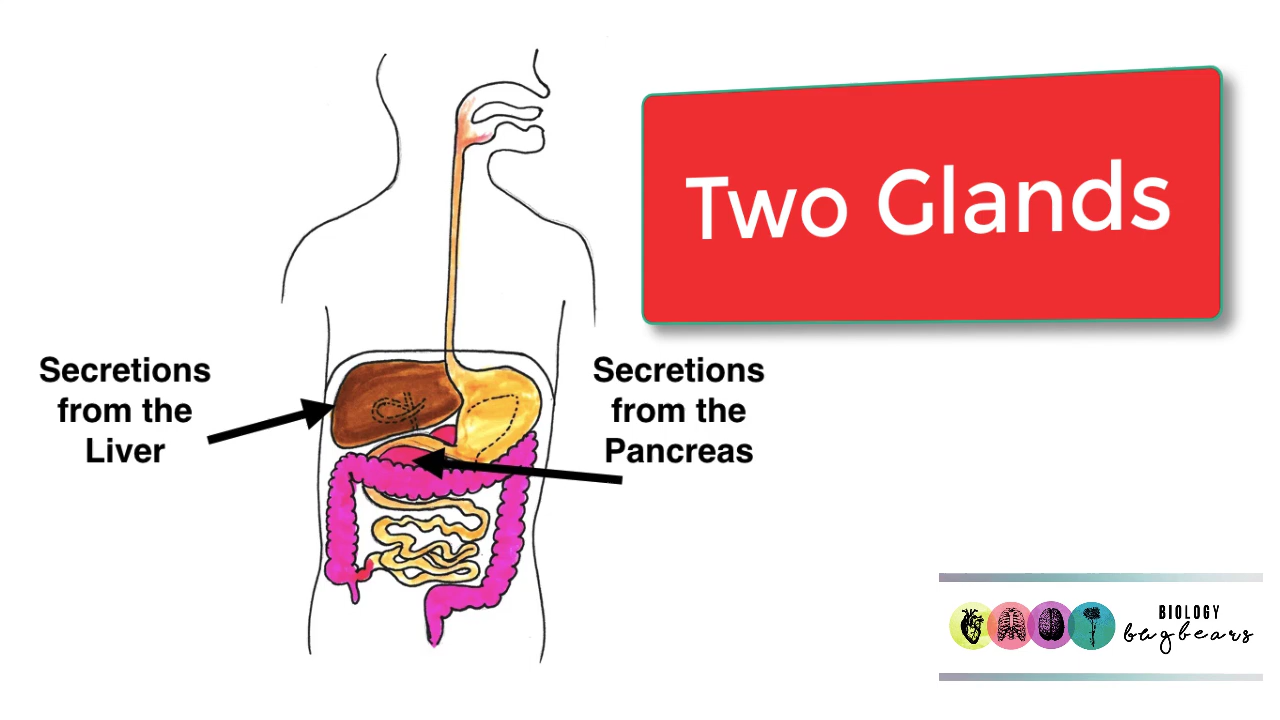 Two Glands
Secretions
from the
Liver
Secretions
from the
Pancreas
BIOLOGY
bugbears